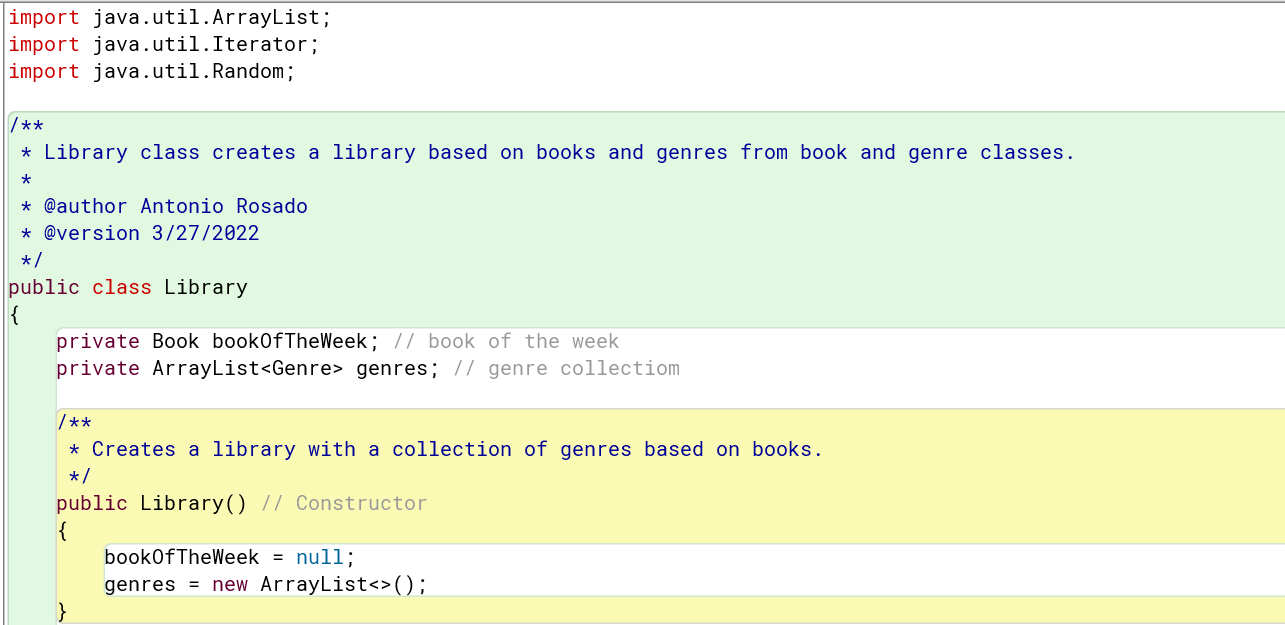 import java.util.ArrayList;
import java.util.Iterator;
import java.util.Random;
/**
 * Library class creates a library based on books and genres from book and genre classes.
 *
 * @author Antonio Rosado
 * @version 3/27/2022
 */
public class Library
{
    private Book bookOfTheWeek; // book of the week
    private ArrayList<Genre> genres; // genre collectiom
    /**
     * Creates a library with a collection of genres based on books.
     */
    public Library() // Constructor
    {
        bookOfTheWeek = null;
        genres = new ArrayList<>();
    }